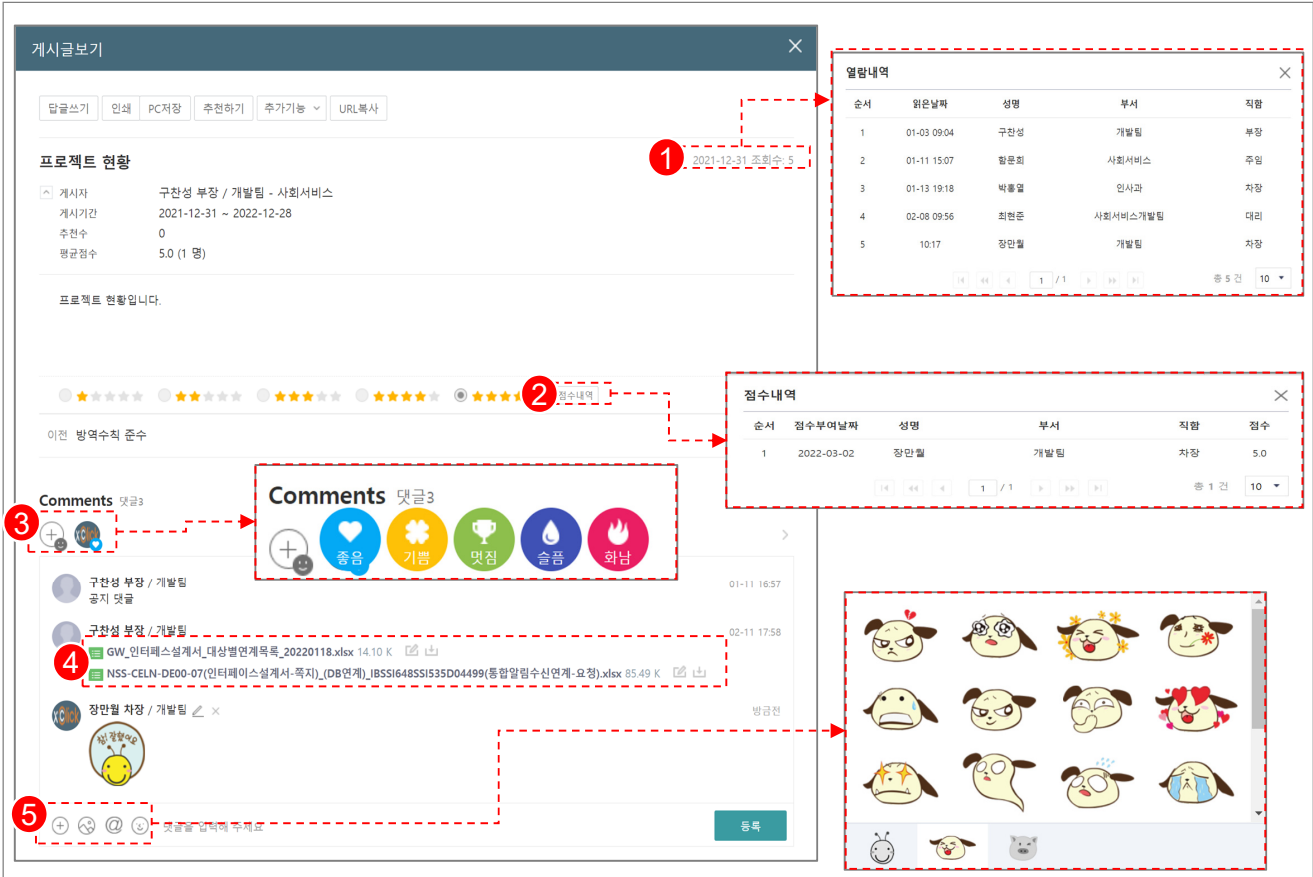 게시글보기
답글쓰기 인쇄 PC저장 추천하기 추가기능 URL복사
프로젝트 현황
1 2021-12-31 조회수: 5
게시자 구찬성 부장 / 개발팀 - 사회서비스
게시기간 2021-12-31 ~ 2022-12-28
추천수 0
평균점수 5.0 (1 명)
프로젝트 현황입니다.
2 점수내역
이전 방역수칙 준수
Comments 댓글3
3
Comments 댓글3
좋음 기쁨 멋짐 슬픔 화남
구찬성 부장 / 개발팀 01-11 16:57
공지 댓글
구찬성 부장 / 개발팀 02-11 17:58
4 GW_인터페스설계서_대상별연계목록_20220118.xlsx 14.10 K
NSS-CELN-DE00-07(인터페이스설계서-쪽지)_(DB연계)_IBSSI648SSI535D04499(통합알림수신연계-요청).xlsx 85.49 K
장만월 차장 / 개발팀 방금전
참! 잘했어요
5 댓글을 입력해 주세요 등록
열람내역
순서 읽은날짜 성명 부서 직함
1 01-03 09:04 구찬성 개발팀 부장
2 01-11 15:07 함문희 사회서비스 주임
3 01-13 19:18 박홍열 인사과 차장
4 02-08 09:56 최현준 사회서비스개발팀 대리
5 10:17 장만월 개발팀 차장
1 / 1 총 5 건 10
점수내역
순서 점수부여날짜 성명 부서 직함 점수
1 2022-03-02 장만월 개발팀 차장 5.0
1 / 1 총 1 건 10